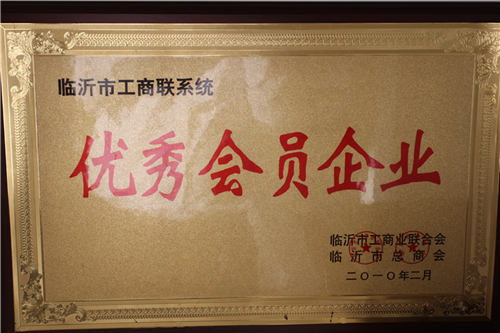 临沂市工商联系统
优秀会员企业
临沂市工商业联合会
临沂市总商会
二〇一〇年二月